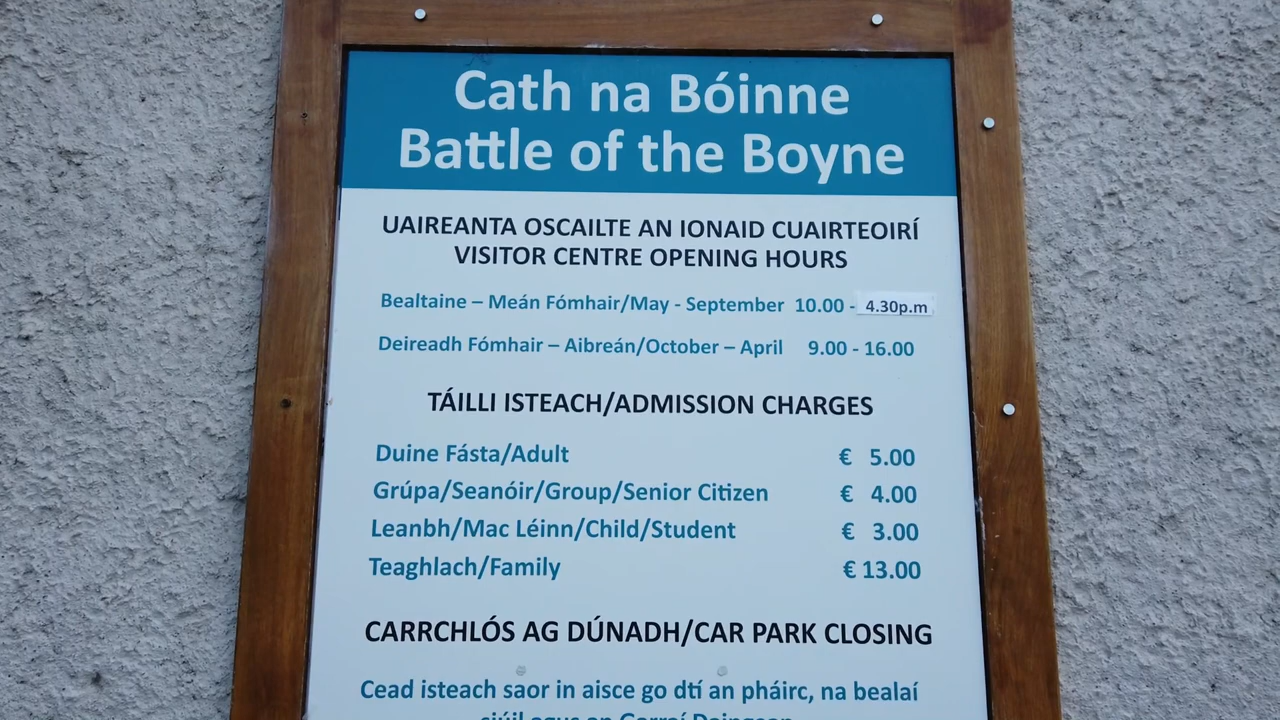 Cath na Bóinne
Battle of the Boyne
UAIREANTA OSCAILTE AN IONAID CUAIRTEOIRÍ
VISITOR CENTRE OPENING HOURS
Bealtaine – Meán Fómhair/May - September 10.00 - 4.30p.m
Deireadh Fómhair – Aibreán/October – April 9.00 - 16.00
TÁILLI ISTEACH/ADMISSION CHARGES
Duine Fásta/Adult € 5.00
Grúpa/Seanóir/Group/Senior Citizen € 4.00
Leanbh/Mac Léinn/Child/Student € 3.00
Teaghlach/Family € 13.00
CARRCHLÓS AG DÚNADH/CAR PARK CLOSING
Cead isteach saor in aisce go dtí an pháirc, na bealaí